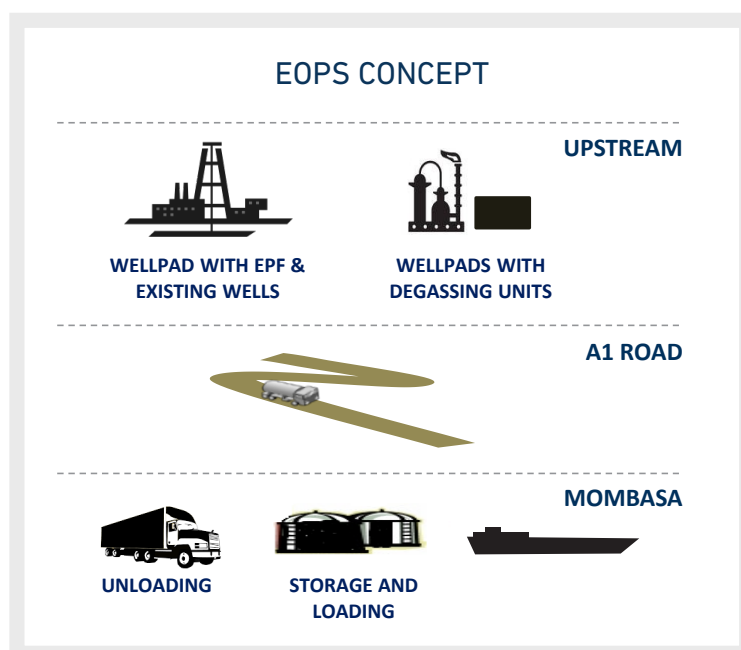 EOPS CONCEPT
UPSTREAM
WELLPAD WITH EPF &
EXISTING WELLS
WELLPADS WITH
DEGASSING UNITS
A1 ROAD
MOMBASA
UNLOADING
STORAGE AND
LOADING